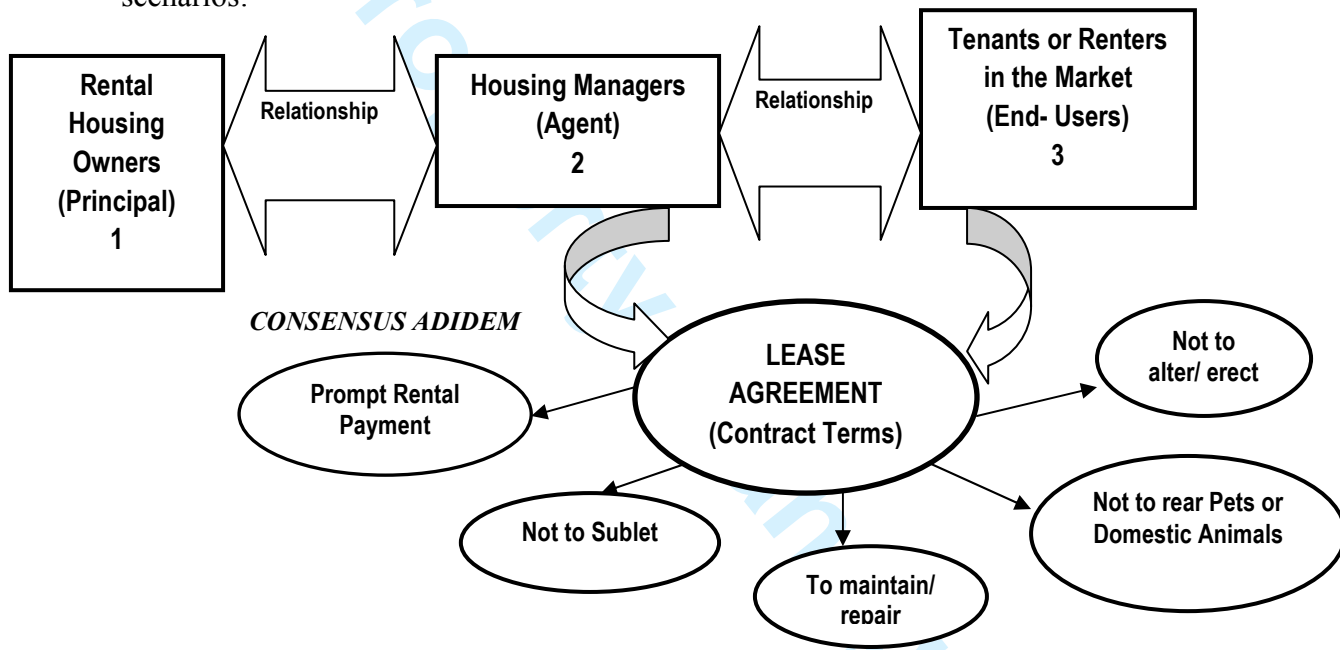 scenarios:
Rental
Housing
Owners
(Principal)
1
Relationship
Housing Managers
(Agent)
2
Relationship
Tenants or Renters
in the Market
(End- Users)
3
CONSENSUS ADIDEM
LEASE
AGREEMENT
(Contract Terms)
Prompt Rental
Payment
Not to Sublet
To maintain/
repair
Not to rear Pets or
Domestic Animals
Not to
alter/ erect